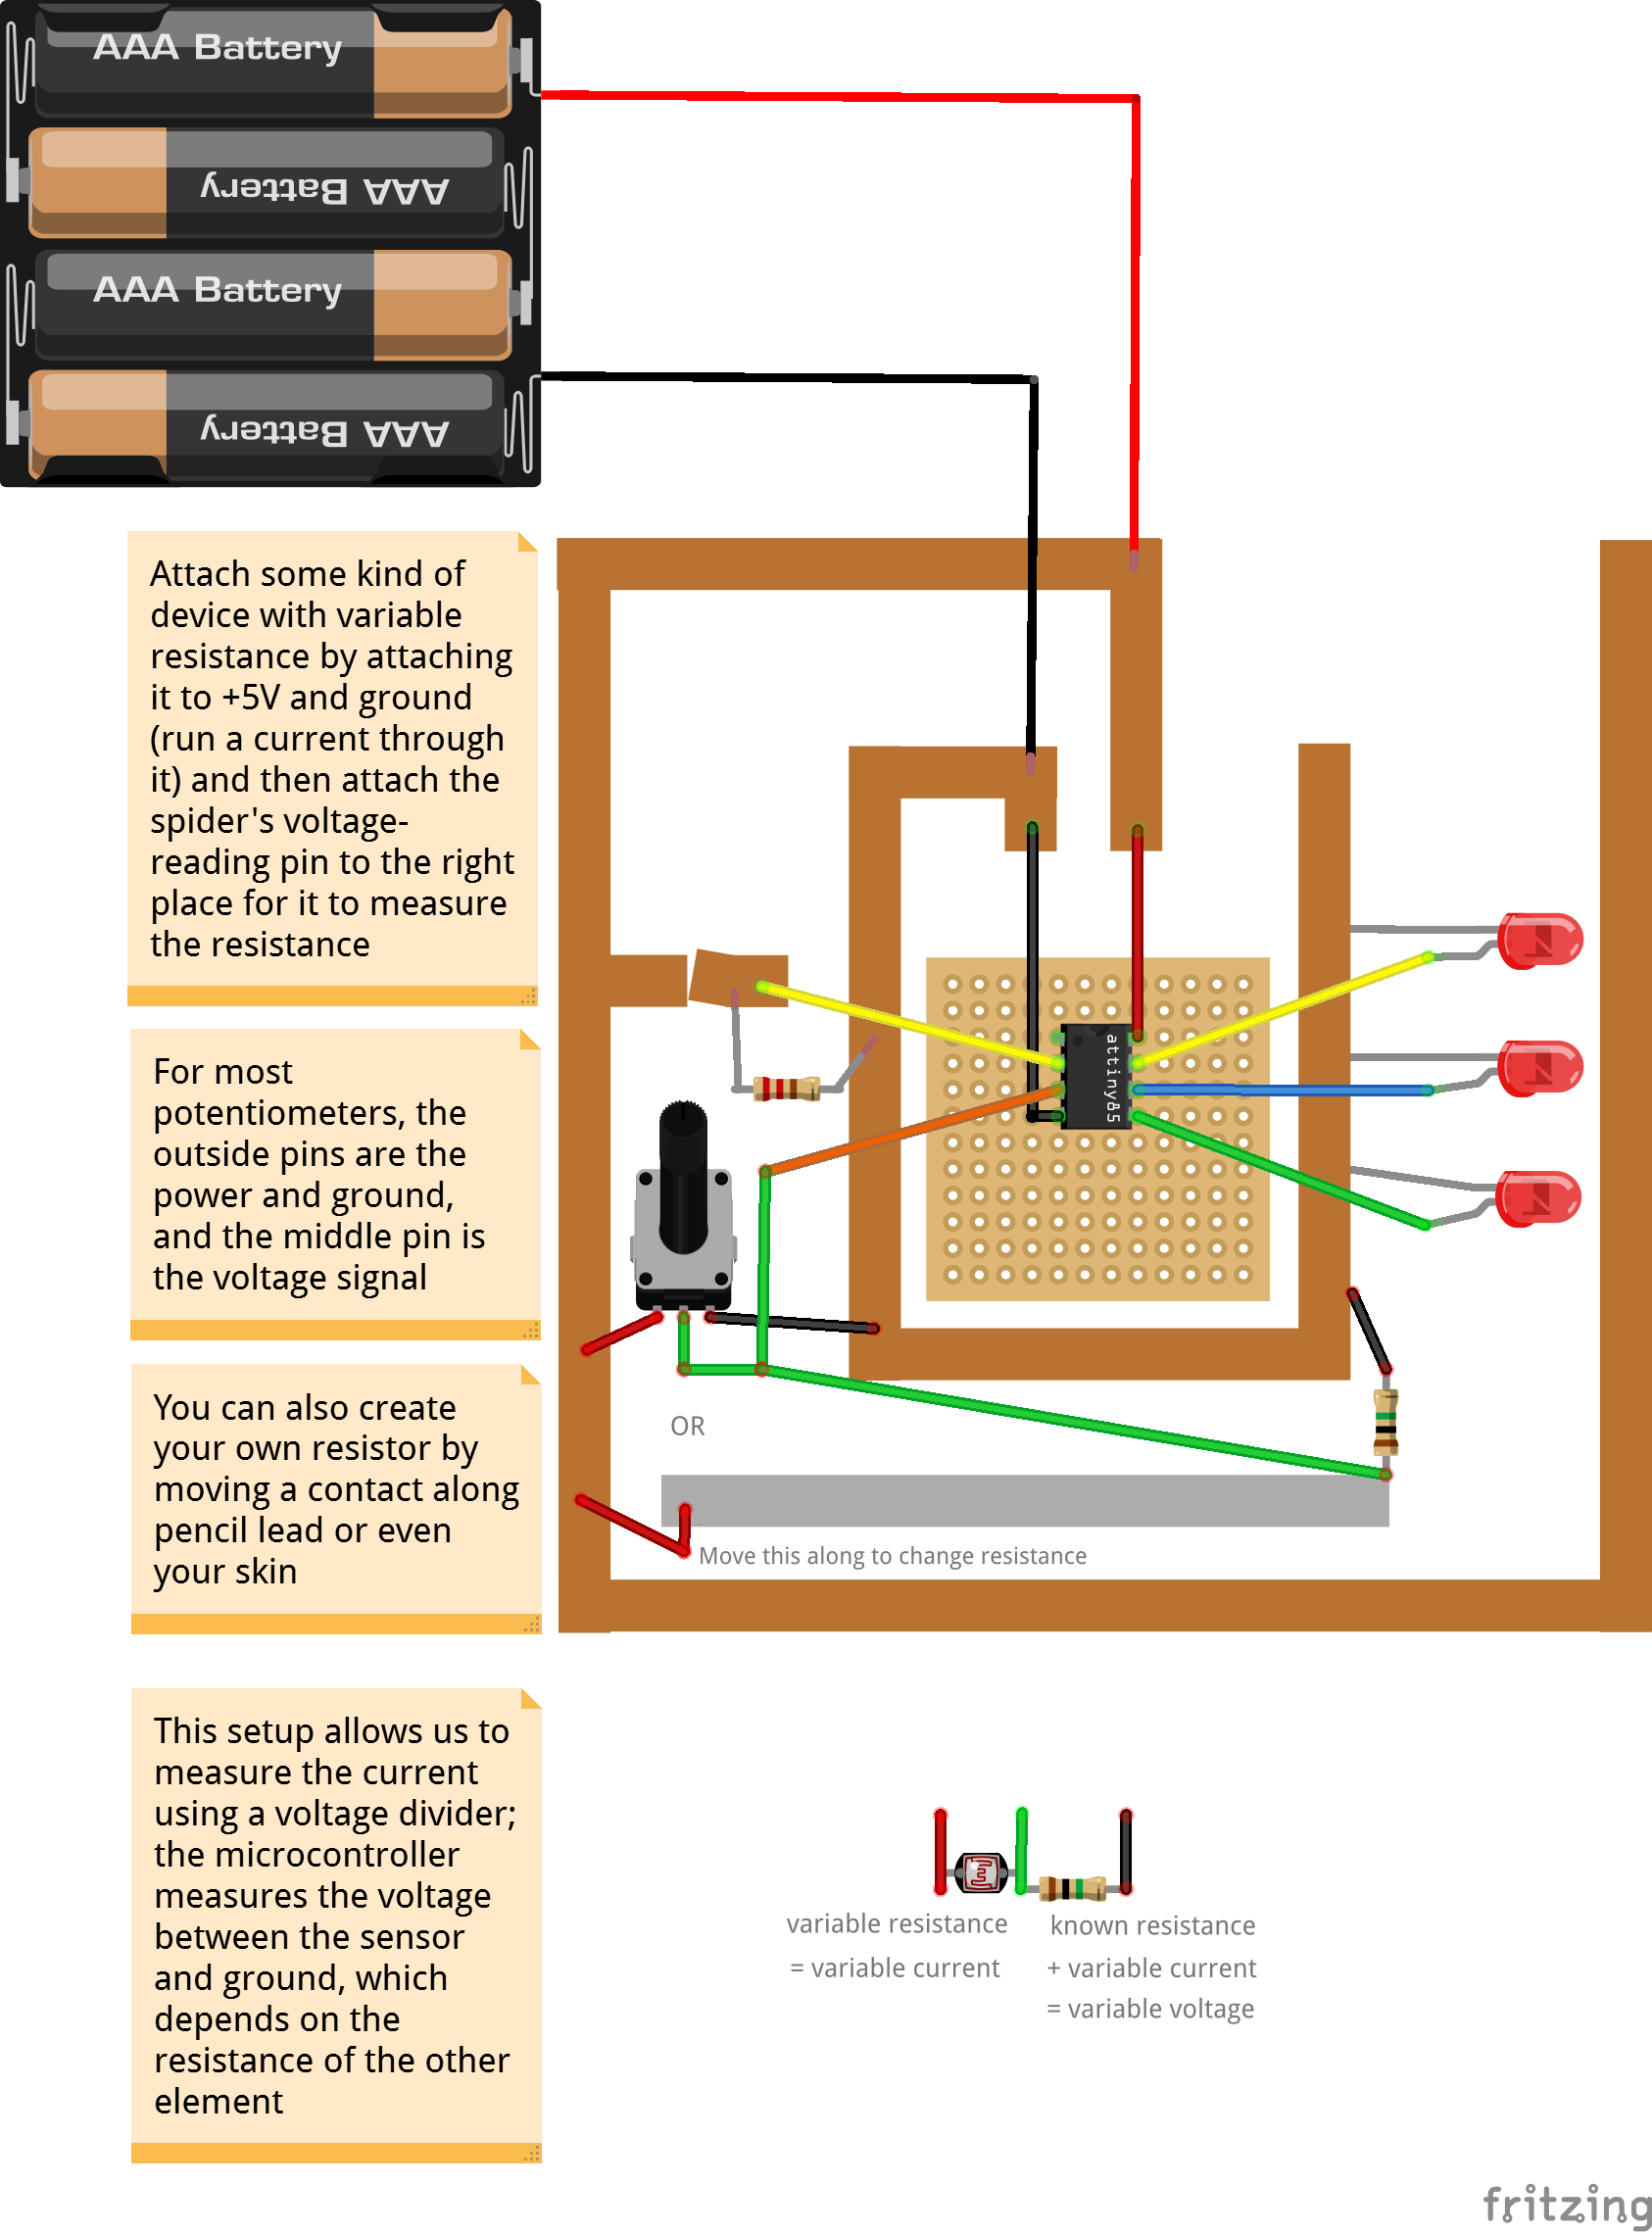 AAA Battery
AAA Battery
AAA Battery
AAA Battery
Attach some kind of
device with variable
resistance by attaching
it to +5V and ground
(run a current through
it) and then attach the
spider's voltage-
reading pin to the right
place for it to measure
the resistance
For most
potentiometers, the
outside pins are the
power and ground,
and the middle pin is
the voltage signal
You can also create
your own resistor by
moving a contact along
pencil lead or even
your skin
attiny85
OR
Move this along to change resistance
This setup allows us to
measure the current
using a voltage divider;
the microcontroller
measures the voltage
between the sensor
and ground, which
depends on the
resistance of the other
element
variable resistance
= variable current
known resistance
+ variable current
= variable voltage
fritzing